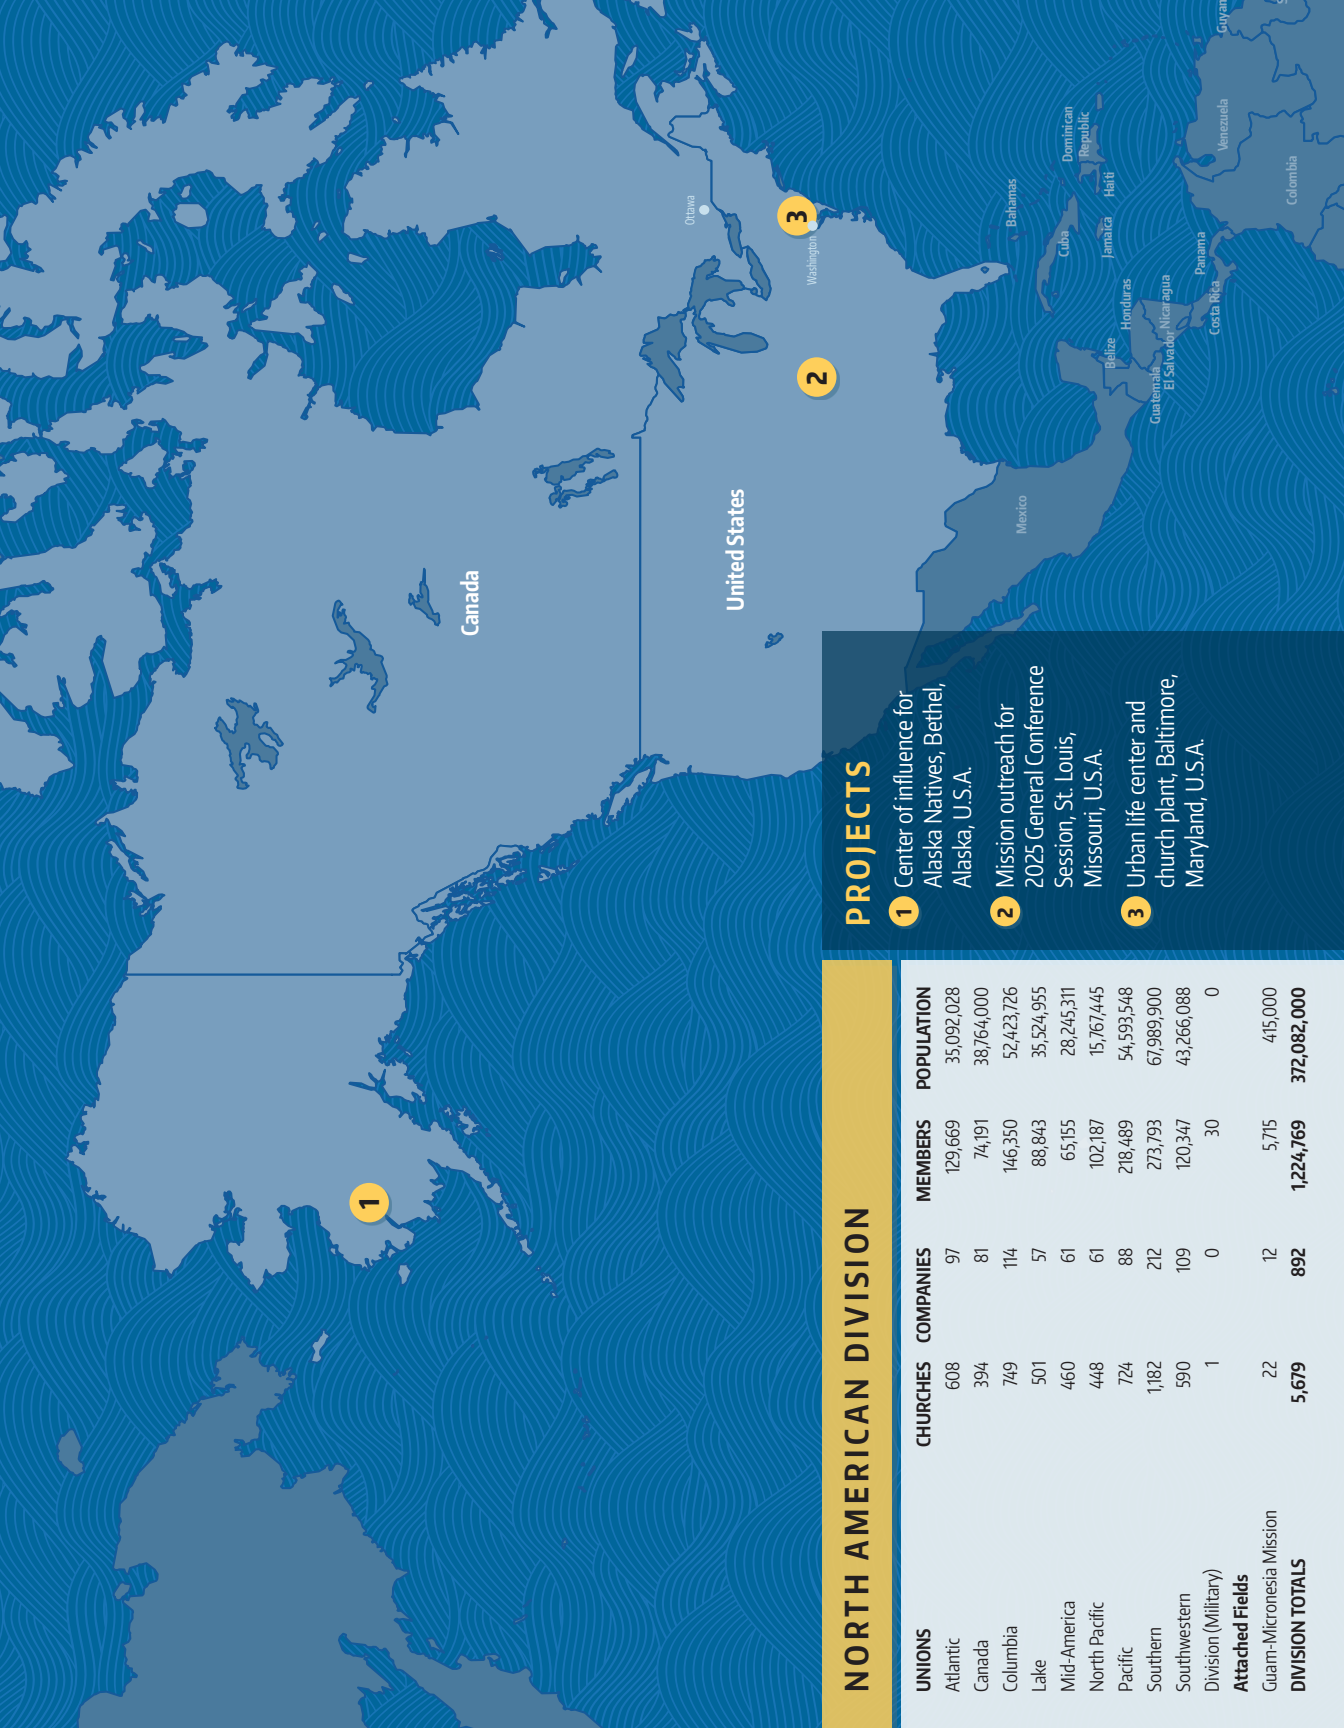 NORTH AMERICAN DIVISION
UNIONS CHURCHES COMPANIES MEMBERS POPULATION
Atlantic 608 97 129,669 35,092,028
Canada 394 81 74,191 38,764,000
Columbia 749 114 146,350 52,423,726
Lake 501 57 88,843 35,524,955
Mid-America 460 61 65,155 28,245,311
North Pacific 448 61 102,187 15,767,445
Pacific 724 88 218,489 54,593,548
Southern 1,182 212 273,793 67,989,900
Southwestern 590 109 120,347 43,266,088
Division (Military) 1 0 30 0
Attached Fields
Guam-Micronesia Mission 22 12 5,715 415,000
DIVISION TOTALS 5,679 892 1,224,769 372,082,000
PROJECTS
1 Center of influence for
Alaska Natives, Bethel,
Alaska, U.S.A.
2 Mission outreach for
2025 General Conference
Session, St. Louis,
Missouri, U.S.A.
3 Urban life center and
church plant, Baltimore,
Maryland, U.S.A.
1
2
3
Canada
United States
Ottawa
Washington
Mexico
Bahamas
Cuba
Dominican
Republic
Haiti
Jamaica
Belize
Honduras
Guatemala
El Salvador
Nicaragua
Costa Rica
Panama
Venezuela
Colombia